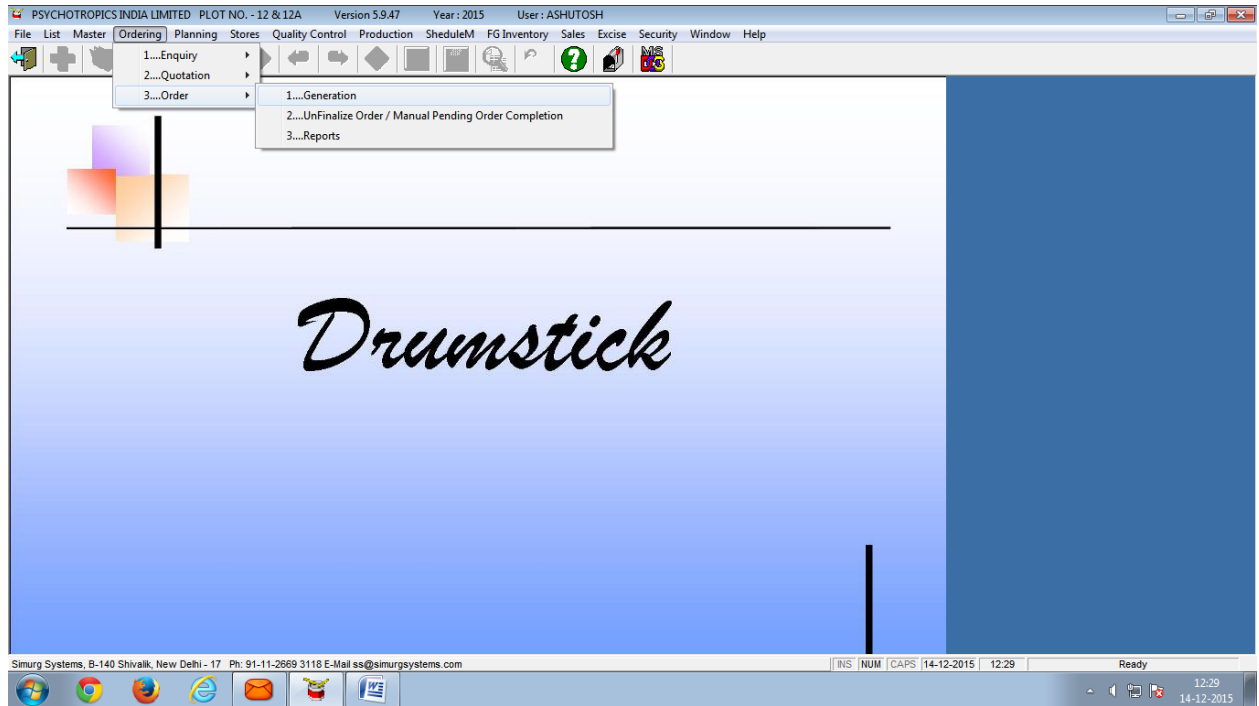 PSYCHOTROPICS INDIA LIMITED PLOT NO. - 12 & 12A Version 5.9.47 Year : 2015 User : ASHUTOSH
File List Master Ordering Planning Stores Quality Control Production SheduleM FG Inventory Sales Excise Security Window Help
1....Enquiry
2....Quotation
3....Order
1....Generation
2....UnFinalize Order / Manual Pending Order Completion
3....Reports
MS
Drumstick
Simurg Systems, B-140 Shivalik, New Delhi - 17 Ph: 91-11-2669 3118 E-Mail ss@simurgsystems.com INS NUM CAPS 14-12-2015 12:29 Ready
12:29
14-12-2015